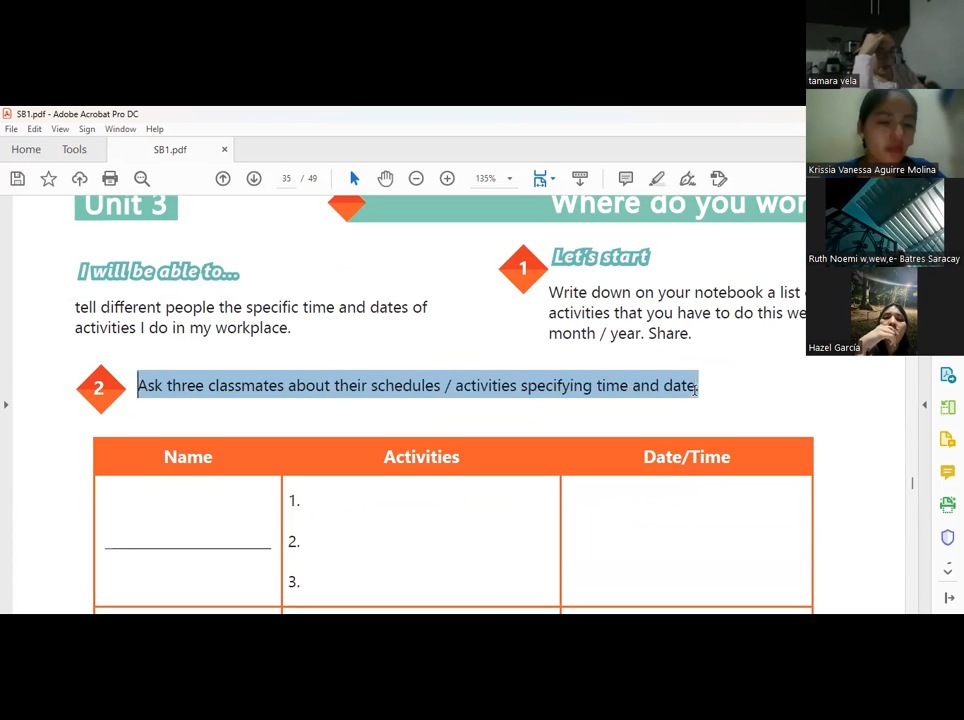 SB1.pdf - Adobe Acrobat Pro DC
File Edit View Sign Window Help
Home Tools SB1.pdf ×
35 / 49 135%
Unit 3
Where do you wor
I will be able to...
tell different people the specific time and dates of
activities I do in my workplace.
1
Let's start
Write down on your notebook a list
activities that you have to do this we
month / year. Share.
2
Ask three classmates about their schedules / activities specifying time and date.
Name Activities Date/Time
1.
2.
3.
tamara vela
Krissia Vanessa Aguirre Molina
Ruth Noemi w,wew,e- Batres Saracay
Hazel García